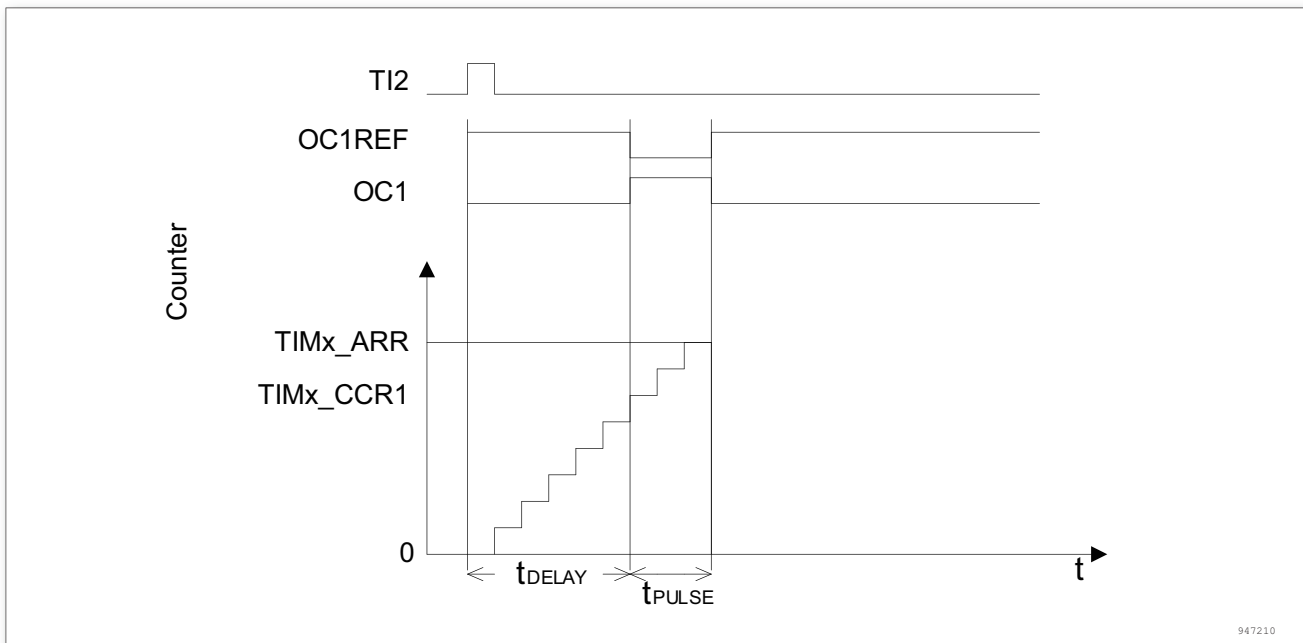 TI2
OC1REF
OC1
Counter
TIMx_ARR
TIMx_CCR1
0
t
tDELAY
tPULSE
947210